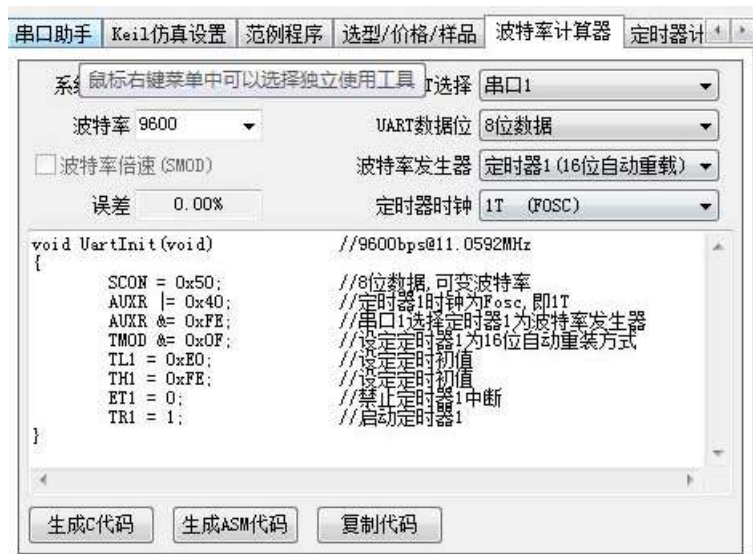 串口助手 Keil仿真设置 范例程序 选型/价格/样品 波特率计算器 定时器计
系 鼠标右键菜单中可以选择独立使用工具 T选择 串口1
波特率 9600 UART数据位 8位数据
波特率倍速(SMOD) 波特率发生器 定时器1(16位自动重载)
误差 0.00% 定时器时钟 1T (FOSC)
void UartInit(void) //9600bps@11.0592MHz
{
SCON = 0x50; //8位数据,可变波特率
AUXR |= 0x40; //定时器1时钟为Fosc,即1T
AUXR &= 0xFE; //串口1选择定时器1为波特率发生器
TMOD &= 0x0F; //设定定时器1为16位自动重装方式
TL1 = 0xE0; //设定定时初值
TH1 = 0xFE; //设定定时初值
ET1 = 0; //禁止定时器1中断
TR1 = 1; //启动定时器1
}
生成C代码 生成ASM代码 复制代码